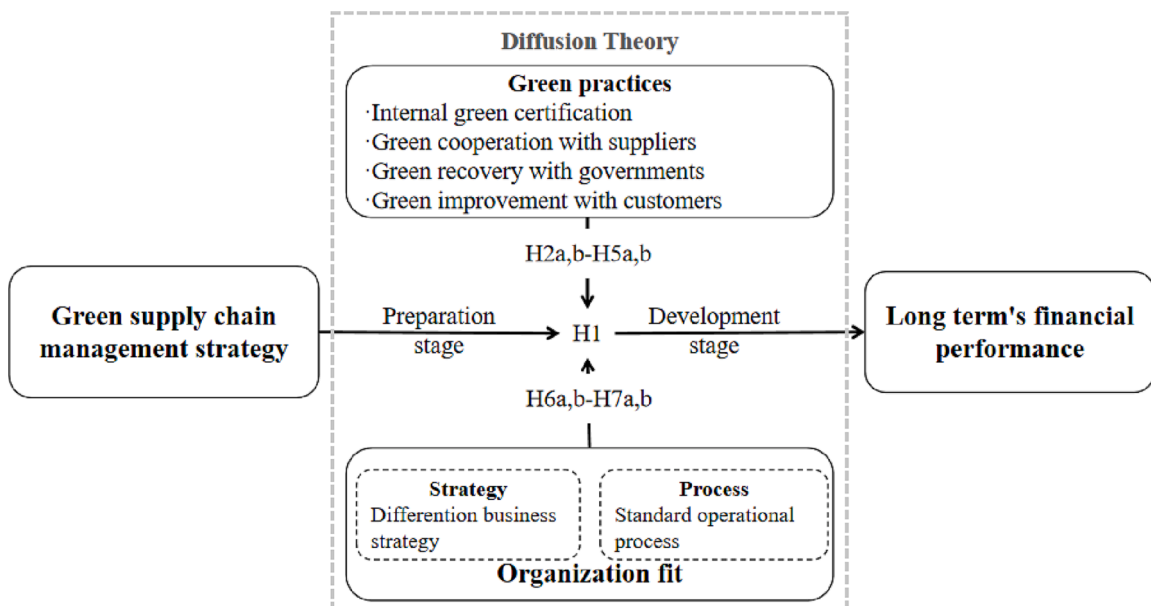 Diffusion Theory
Green practices
·Internal green certification
·Green cooperation with suppliers
·Green recovery with governments
·Green improvement with customers
H2a,b-H5a,b
Green supply chain
management strategy
Preparation
stage
H1
Development
stage
Long term's financial
performance
H6a,b-H7a,b
Strategy
Differention business
strategy
Process
Standard operational
process
Organization fit